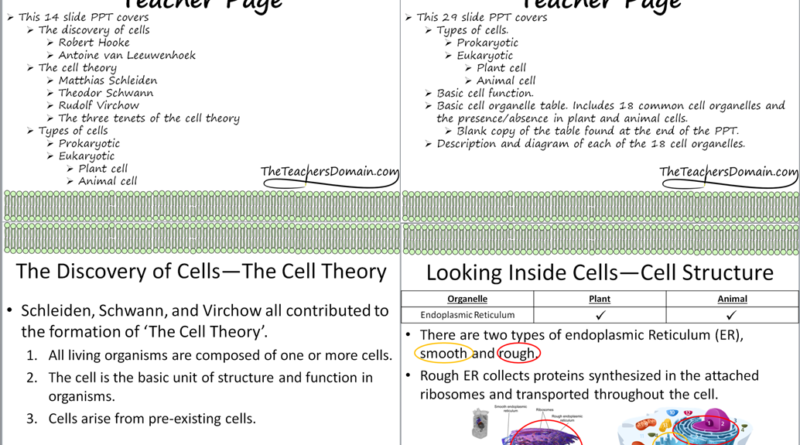 Teacher Page
➢ This 14 slide PPT covers
➢ The discovery of cells
➢ Robert Hooke
➢ Antoine van Leeuwenhoek
➢ The cell theory
➢ Matthias Schleiden
➢ Theodor Schwann
➢ Rudolf Virchow
➢ The three tenets of the cell theory
➢ Types of cells
➢ Prokaryotic
➢ Eukaryotic
➢ Plant cell
➢ Animal cell
TheTeachersDomain.com
Teacher Page
➢ This 29 slide PPT covers
➢ Types of cells.
➢ Prokaryotic
➢ Eukaryotic
➢ Plant cell
➢ Animal cell
➢ Basic cell function.
➢ Basic cell organelle table. Includes 18 common cell organelles and
the presence/absence in plant and animal cells.
➢ Blank copy of the table found at the end of the PPT.
➢ Description and diagram of each of the 18 cell organelles.
TheTeachersDomain.com
The Discovery of Cells—The Cell Theory
• Schleiden, Schwann, and Virchow all contributed to
the formation of ‘The Cell Theory’.
1. All living organisms are composed of one or more cells.
2. The cell is the basic unit of structure and function in
organisms.
3. Cells arise from pre-existing cells.
Looking Inside Cells—Cell Structure
Organelle Plant Animal
Endoplasmic Reticulum ✓ ✓
• There are two types of endoplasmic Reticulum (ER),
smooth and rough.
• Rough ER collects proteins synthesized in the attached
ribosomes and transported throughout the cell.
Smooth endoplasmic
reticulum
Ribosomes
Rough endoplasmic
reticulum